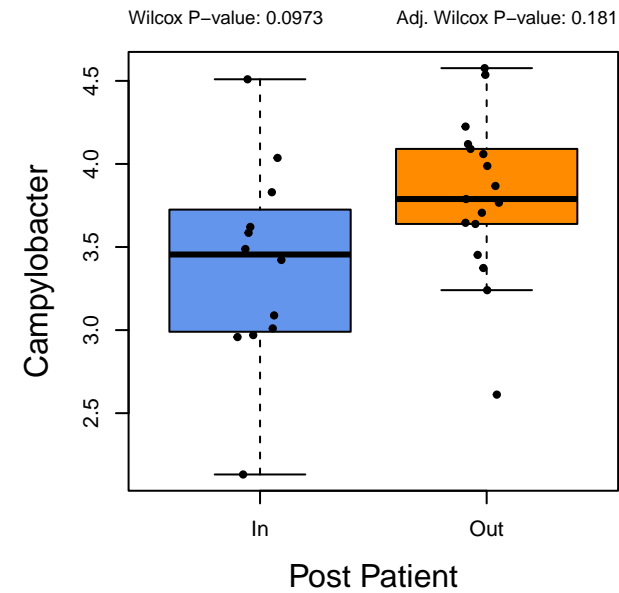 Wilcox P−value: 0.0973 Adj. Wilcox P−value: 0.181
4.5
4.0
3.5
3.0
2.5
Campylobacter
In Out
Post Patient